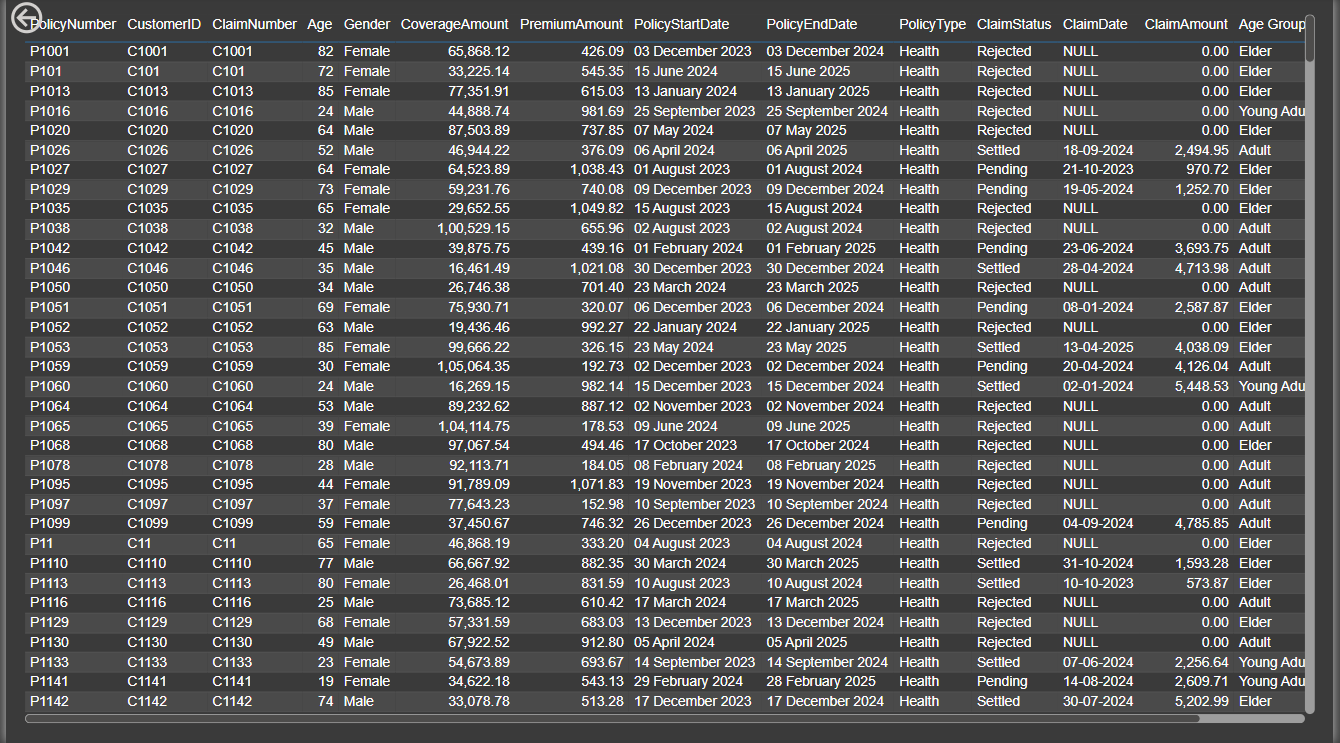 PolicyNumber CustomerID ClaimNumber Age Gender CoverageAmount PremiumAmount PolicyStartDate PolicyEndDate PolicyType ClaimStatus ClaimDate ClaimAmount Age Group
P1001 C1001 C1001 82 Female 65,868.12 426.09 03 December 2023 03 December 2024 Health Rejected NULL 0.00 Elder
P101 C101 C101 72 Female 33,225.14 545.35 15 June 2024 15 June 2025 Health Rejected NULL 0.00 Elder
P1013 C1013 C1013 85 Female 77,351.91 615.03 13 January 2024 13 January 2025 Health Rejected NULL 0.00 Elder
P1016 C1016 C1016 24 Male 44,888.74 981.69 25 September 2023 25 September 2024 Health Rejected NULL 0.00 Young Adu
P1020 C1020 C1020 64 Male 87,503.89 737.85 07 May 2024 07 May 2025 Health Rejected NULL 0.00 Elder
P1026 C1026 C1026 52 Male 46,944.22 376.09 06 April 2024 06 April 2025 Health Settled 18-09-2024 2,494.95 Adult
P1027 C1027 C1027 64 Female 64,523.89 1,038.43 01 August 2023 01 August 2024 Health Pending 21-10-2023 970.72 Elder
P1029 C1029 C1029 73 Female 59,231.76 740.08 09 December 2023 09 December 2024 Health Pending 19-05-2024 1,252.70 Elder
P1035 C1035 C1035 65 Female 29,652.55 1,049.82 15 August 2023 15 August 2024 Health Rejected NULL 0.00 Elder
P1038 C1038 C1038 32 Male 1,00,529.15 655.96 02 August 2023 02 August 2024 Health Rejected NULL 0.00 Adult
P1042 C1042 C1042 45 Male 39,875.75 439.16 01 February 2024 01 February 2025 Health Pending 23-06-2024 3,693.75 Adult
P1046 C1046 C1046 35 Male 16,461.49 1,021.08 30 December 2023 30 December 2024 Health Settled 28-04-2024 4,713.98 Adult
P1050 C1050 C1050 34 Male 26,746.38 701.40 23 March 2024 23 March 2025 Health Rejected NULL 0.00 Adult
P1051 C1051 C1051 69 Female 75,930.71 320.07 06 December 2023 06 December 2024 Health Pending 08-01-2024 2,587.87 Elder
P1052 C1052 C1052 63 Male 19,436.46 992.27 22 January 2024 22 January 2025 Health Rejected NULL 0.00 Elder
P1053 C1053 C1053 85 Female 99,666.22 326.15 23 May 2024 23 May 2025 Health Settled 13-04-2025 4,038.09 Elder
P1059 C1059 C1059 30 Female 1,05,064.35 192.73 02 December 2023 02 December 2024 Health Pending 20-04-2024 4,126.04 Adult
P1060 C1060 C1060 24 Male 16,269.15 982.14 15 December 2023 15 December 2024 Health Settled 02-01-2024 5,448.53 Young Adu
P1064 C1064 C1064 53 Male 89,232.62 887.12 02 November 2023 02 November 2024 Health Rejected NULL 0.00 Adult
P1065 C1065 C1065 39 Female 1,04,114.75 178.53 09 June 2024 09 June 2025 Health Rejected NULL 0.00 Adult
P1068 C1068 C1068 80 Male 97,067.54 494.46 17 October 2023 17 October 2024 Health Rejected NULL 0.00 Elder
P1078 C1078 C1078 28 Male 92,113.71 184.05 08 February 2024 08 February 2025 Health Rejected NULL 0.00 Adult
P1095 C1095 C1095 44 Female 91,789.09 1,071.83 19 November 2023 19 November 2024 Health Rejected NULL 0.00 Adult
P1097 C1097 C1097 37 Female 77,643.23 152.98 10 September 2023 10 September 2024 Health Rejected NULL 0.00 Adult
P1099 C1099 C1099 59 Female 37,450.67 746.32 26 December 2023 26 December 2024 Health Pending 04-09-2024 4,785.85 Adult
P11 C11 C11 65 Female 46,868.19 333.20 04 August 2023 04 August 2024 Health Rejected NULL 0.00 Elder
P1110 C1110 C1110 77 Male 66,667.92 882.35 30 March 2024 30 March 2025 Health Settled 31-10-2024 1,593.28 Elder
P1113 C1113 C1113 80 Female 26,468.01 831.59 10 August 2023 10 August 2024 Health Settled 10-10-2023 573.87 Elder
P1116 C1116 C1116 25 Male 73,685.12 610.42 17 March 2024 17 March 2025 Health Rejected NULL 0.00 Adult
P1129 C1129 C1129 68 Female 57,331.59 683.03 13 December 2023 13 December 2024 Health Rejected NULL 0.00 Elder
P1130 C1130 C1130 49 Male 67,922.52 912.80 05 April 2024 05 April 2025 Health Rejected NULL 0.00 Adult
P1133 C1133 C1133 23 Female 54,673.89 693.67 14 September 2023 14 September 2024 Health Settled 07-06-2024 2,256.64 Young Adu
P1141 C1141 C1141 19 Female 34,622.18 543.13 29 February 2024 28 February 2025 Health Pending 14-08-2024 2,609.71 Young Adu
P1142 C1142 C1142 74 Male 33,078.78 513.28 17 December 2023 17 December 2024 Health Settled 30-07-2024 5,202.99 Elder